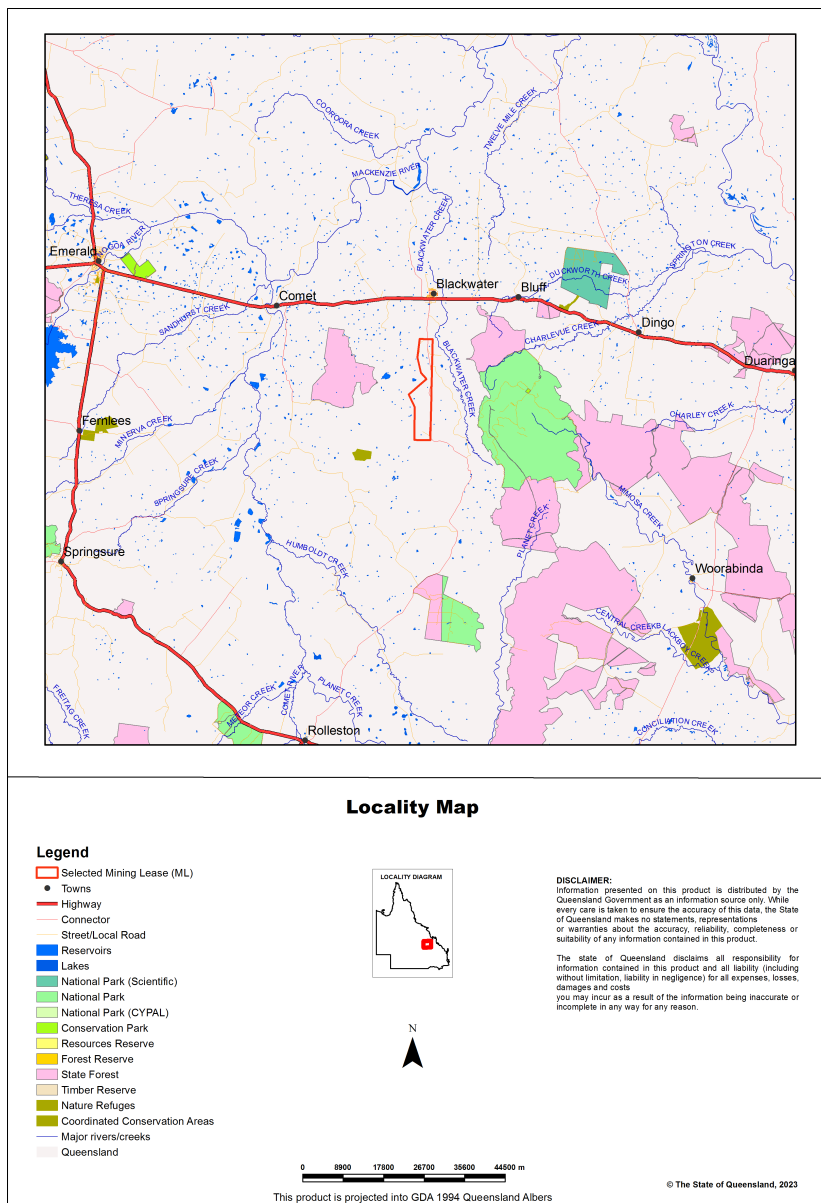 COOROORA CREEK
TWELVE MILE CREEK
MACKENZIE RIVER
THERESA CREEK
BLACKWATER CREEK
NOGOA RIVER
Emerald
SPRINGTON CREEK
DUCKWORTH CREEK
Blackwater
Bluff
Comet
SANDHURST CREEK
Dingo
CHARLEVUE CREEK
BLACKWATER CREEK
Duaringa
CHARLEY CREEK
Fernlees
MINERVA CREEK
SPRINGSURE CREEK
MIMOSA CREEK
PLANET CREEK
HUMBOLDT CREEK
Springsure
Woorabinda
CENTRAL CREEK
BLACKBOY CREEK
COMET RIVER
PLANET CREEK
METEOR CREEK
FREITAG CREEK
CONCILIATION CREEK
Rolleston
Locality Map
Legend
Selected Mining Lease (ML)
Towns
Highway
Connector
Street/Local Road
Reservoirs
Lakes
National Park (Scientific)
National Park
National Park (CYPAL)
Conservation Park
Resources Reserve
Forest Reserve
State Forest
Timber Reserve
Nature Refuges
Coordinated Conservation Areas
Major rivers/creeks
Queensland
LOCALITY DIAGRAM
N
DISCLAIMER:
Information presented on this product is distributed by the
Queensland Government as an information source only. While
every care is taken to ensure the accuracy of this data, the State
of Queensland makes no statements, representations
or warranties about the accuracy, reliability, completeness or
suitability of any information contained in this product.
The state of Queensland disclaims all responsibility for
information contained in this product and all liability (including
without limitation, liability in negligence) for all expenses, losses,
damages and costs
you may incur as a result of the information being inaccurate or
incomplete in any way for any reason.
0 8900 17800 26700 35600 44500 m
This product is projected into GDA 1994 Queensland Albers
© The State of Queensland, 2023